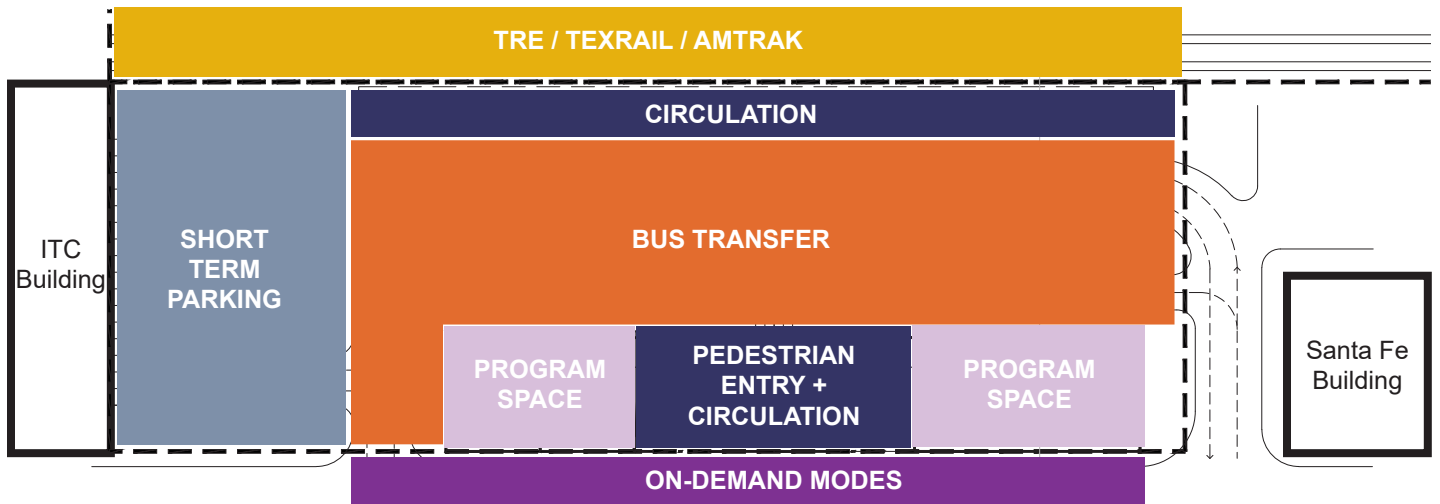 TRE / TEXRAIL / AMTRAK
CIRCULATION
ITC
Building
SHORT
TERM
PARKING
BUS TRANSFER
PROGRAM
SPACE
PEDESTRIAN
ENTRY +
CIRCULATION
PROGRAM
SPACE
Santa Fe
Building
ON-DEMAND MODES